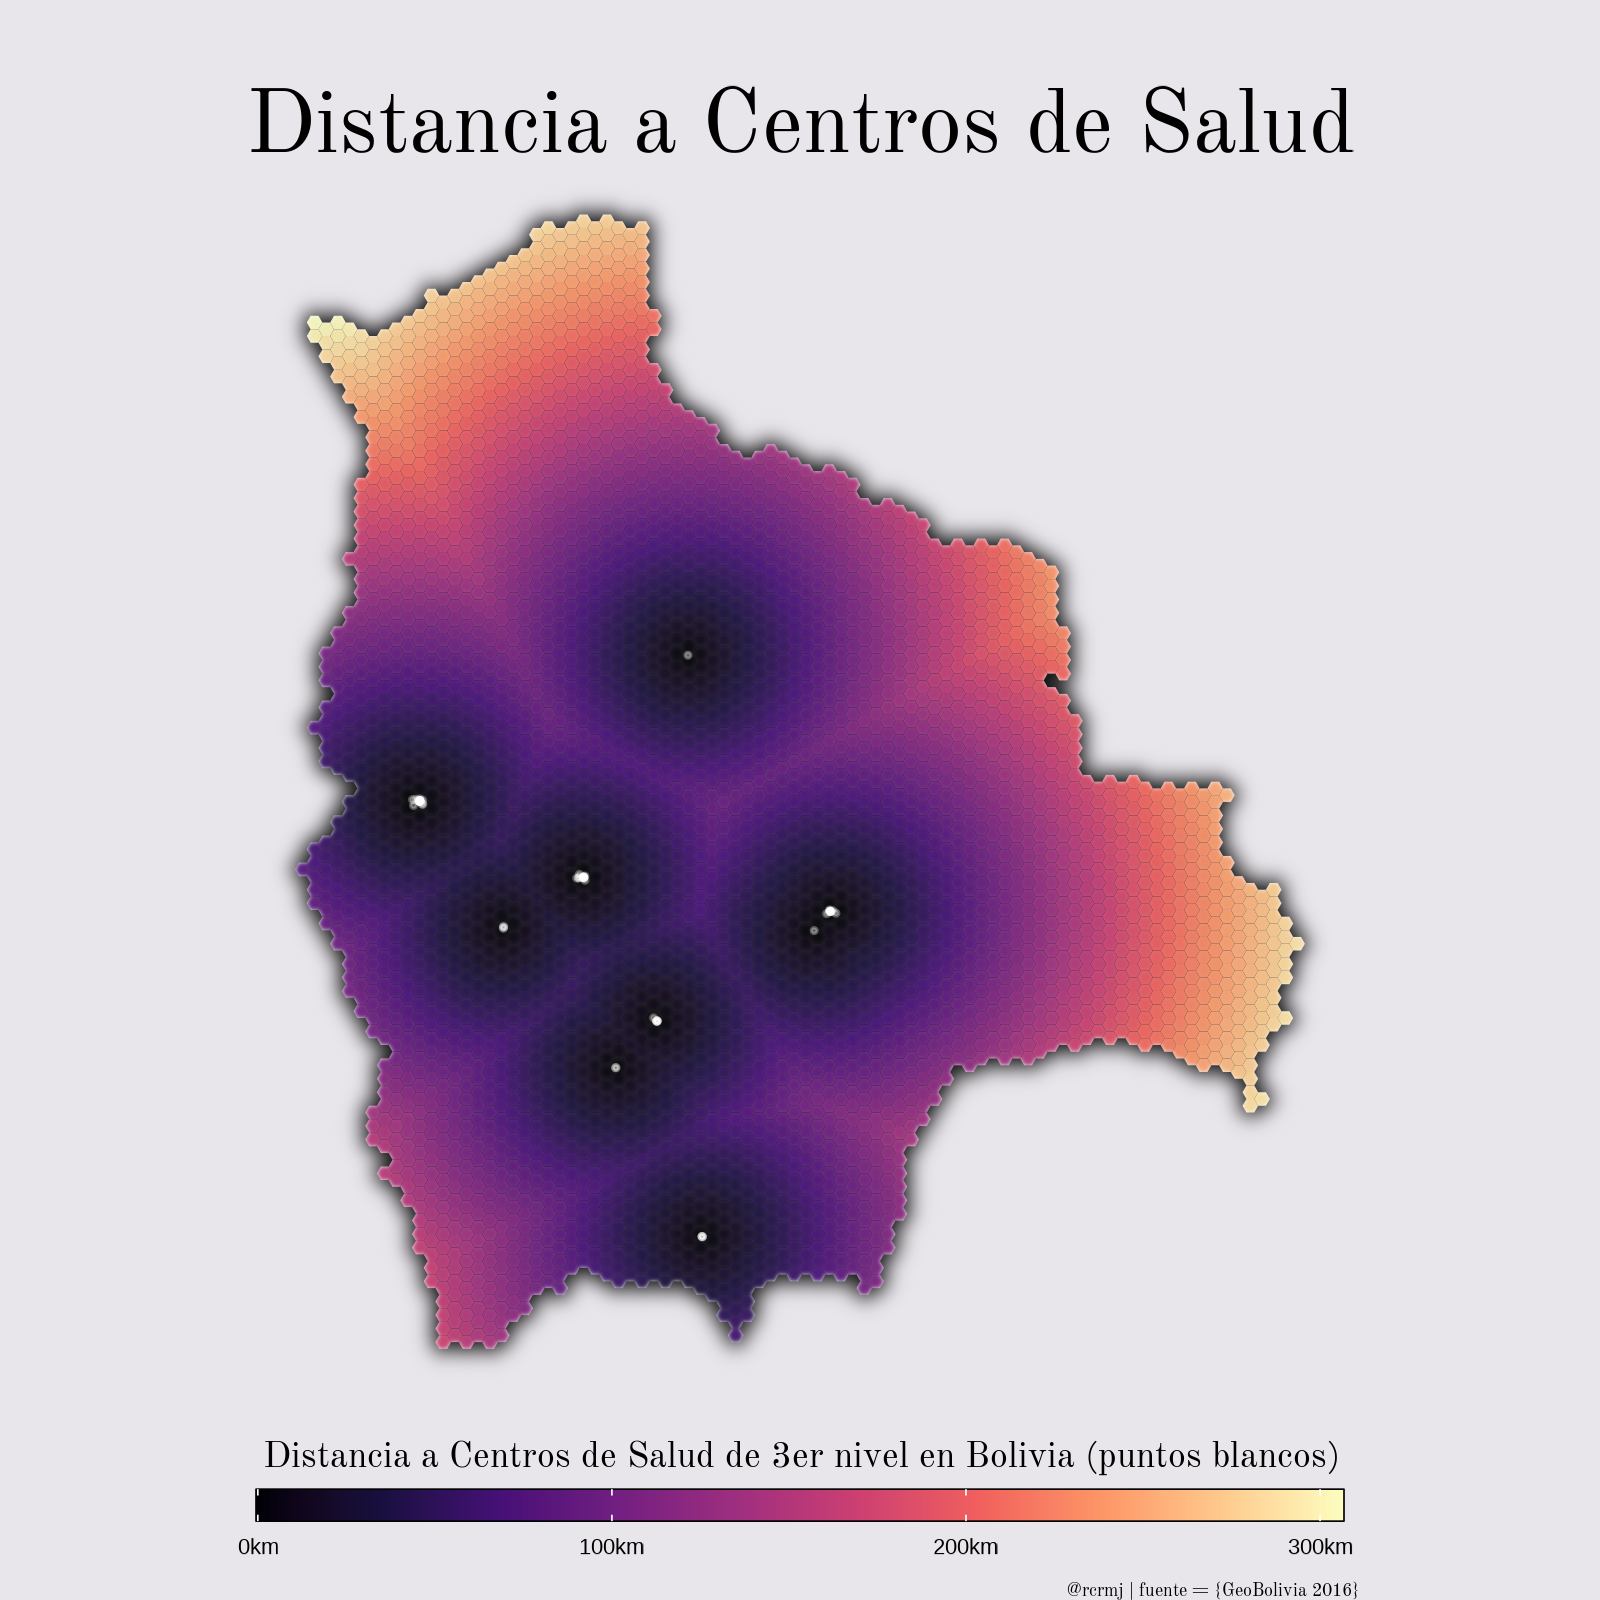 Distancia a Centros de Salud
Distancia a Centros de Salud de 3er nivel en Bolivia (puntos blancos)
0km 100km 200km 300km
@rcrmj | fuente = {GeoBolivia 2016}